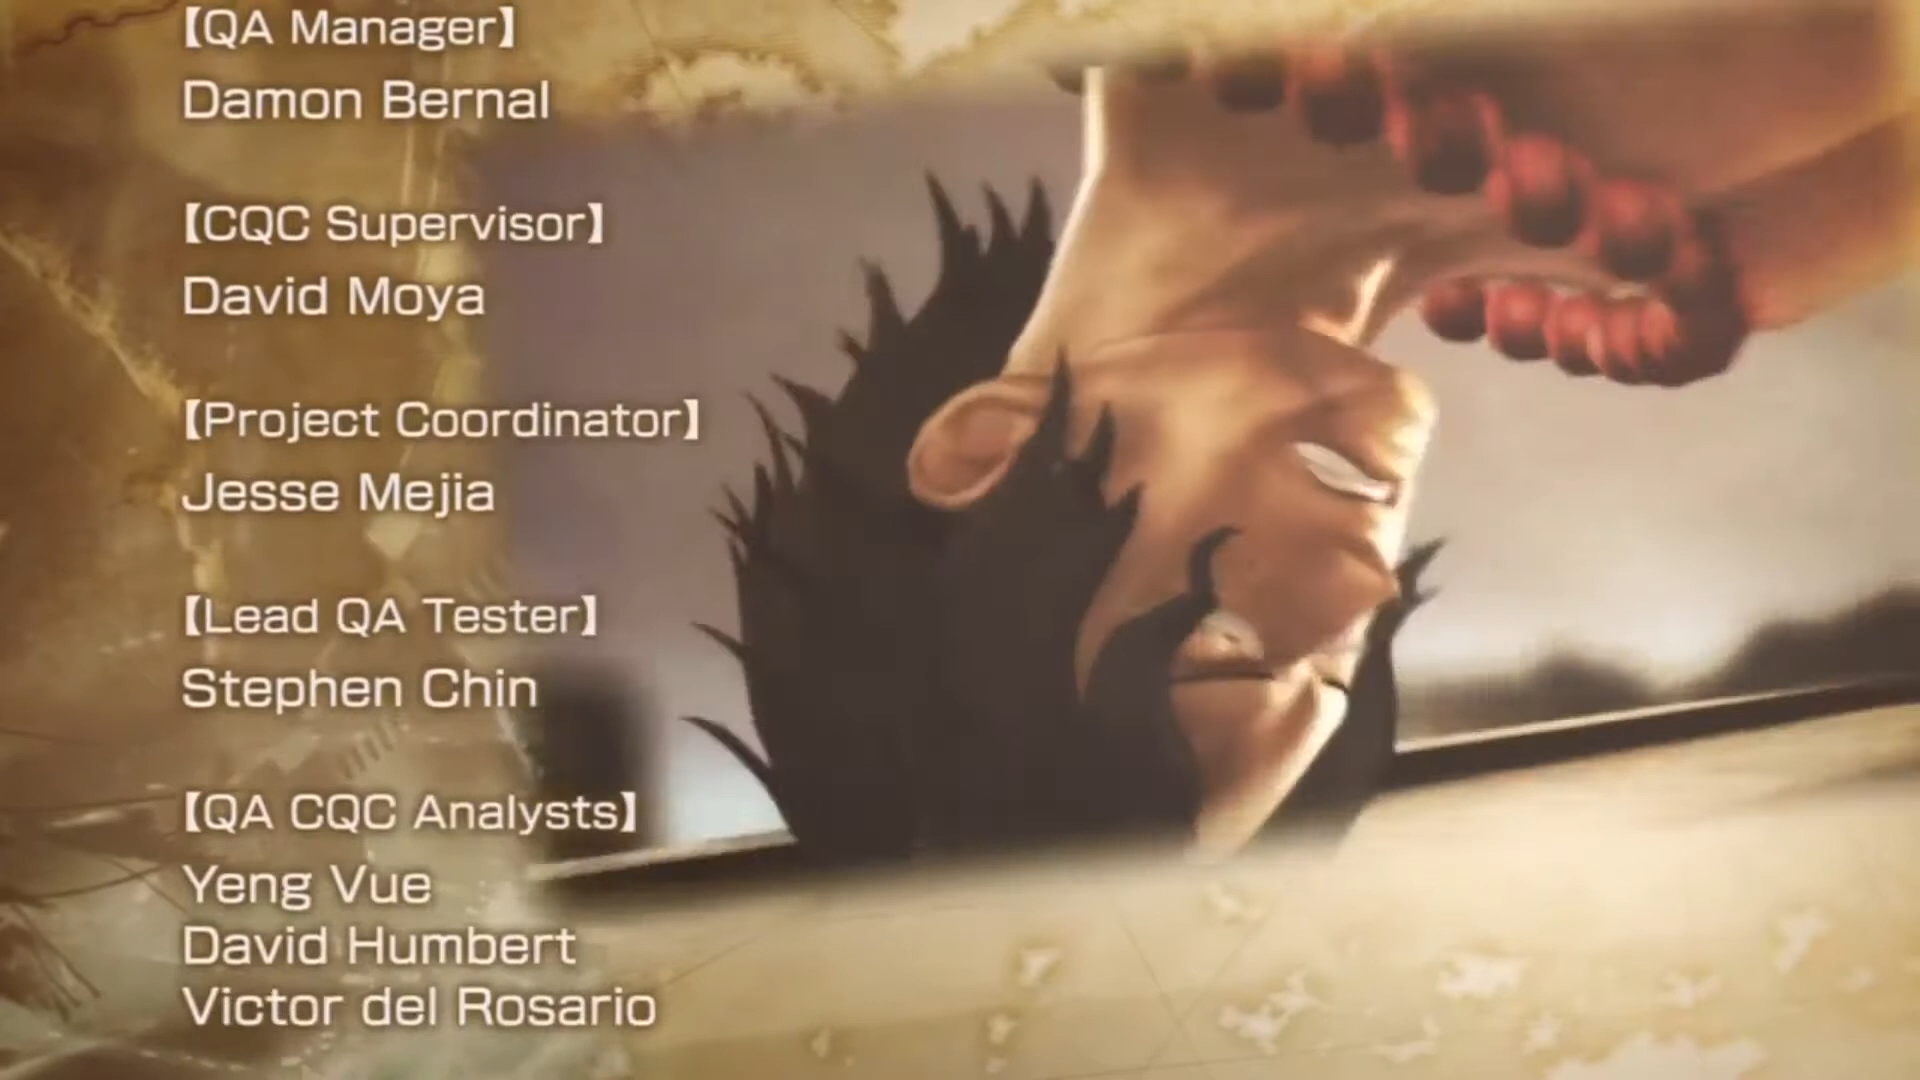 【QA Manager】
Damon Bernal
【CQC Supervisor】
David Moya
【Project Coordinator】
Jesse Mejia
【Lead QA Tester】
Stephen Chin
【QA CQC Analysts】
Yeng Vue
David Humbert
Victor del Rosario